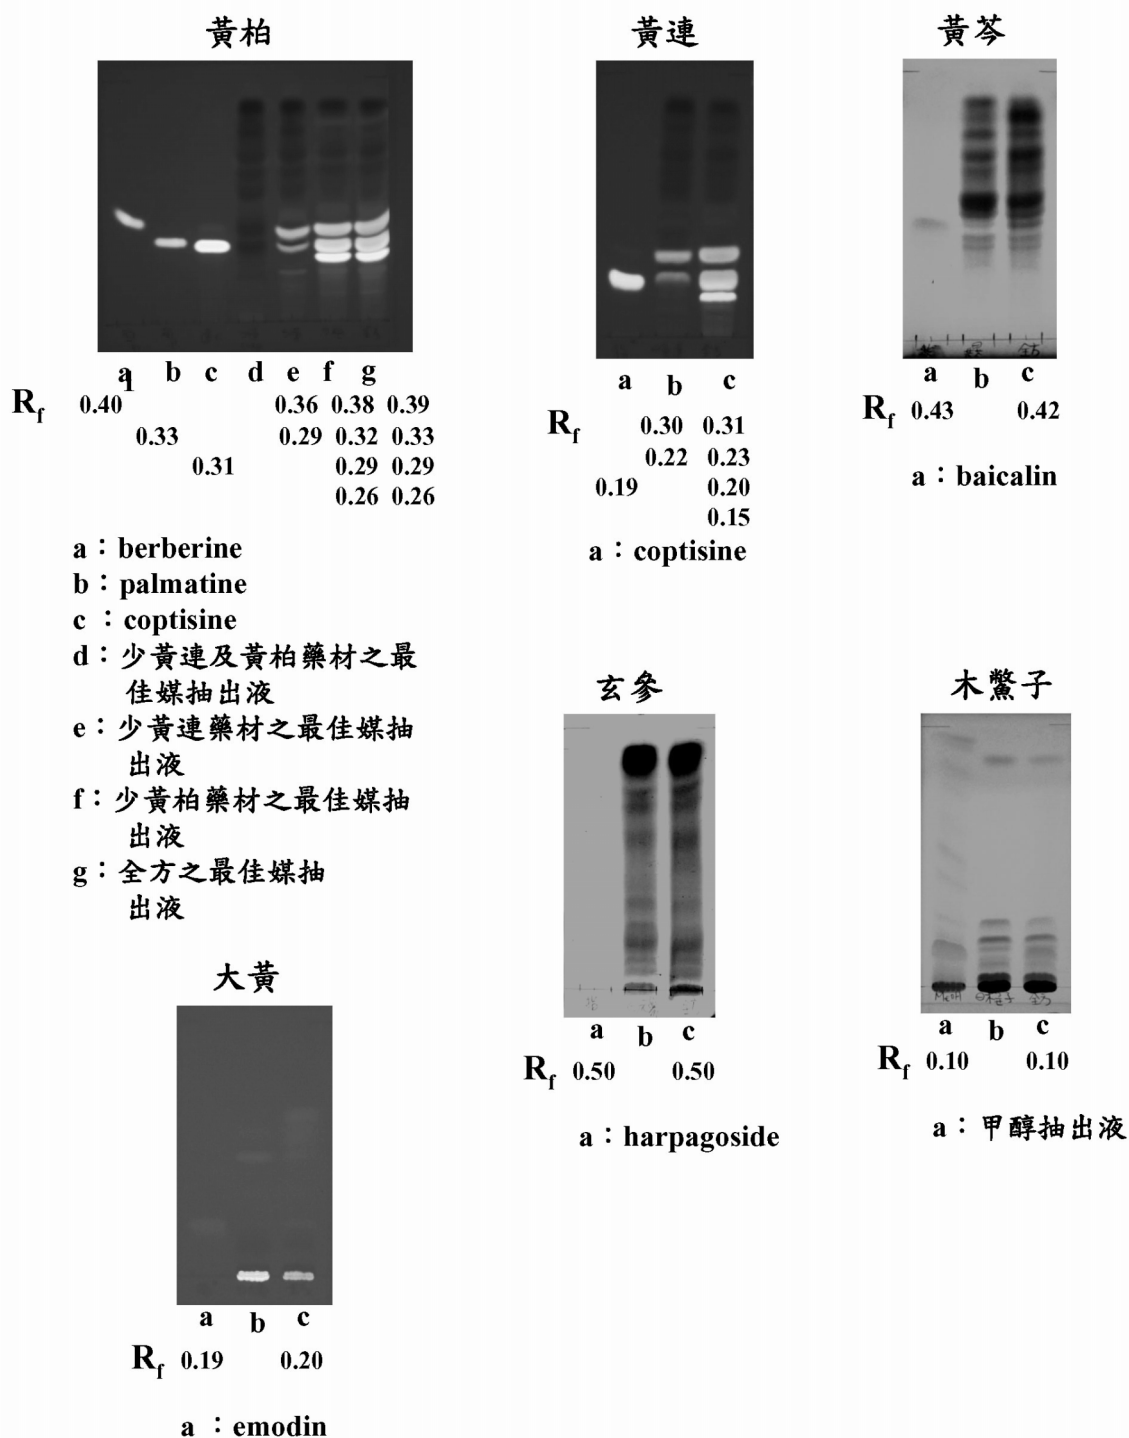 黃柏
a b c d e f g
1
Rf 0.40 0.36 0.38 0.39
0.33 0.29 0.32 0.33
0.31 0.29 0.29
0.26 0.26
a：berberine
b：palmatine
c ：coptisine
d：少黃連及黃柏藥材之最
佳媒抽出液
e：少黃連藥材之最佳媒抽
出液
f：少黃柏藥材之最佳媒抽
出液
g：全方之最佳媒抽
出液
黃連
a b c
Rf 0.30 0.31
0.22 0.23
0.19 0.20
0.15
a：coptisine
黃芩
全方
a b c
Rf 0.43 0.42
a：baicalin
玄參
a b c
Rf 0.50 0.50
a：harpagoside
木鱉子
MeOH 全方
a b c
Rf 0.10 0.10
a：甲醇抽出液
大黃
a b c
Rf 0.19 0.20
a ：emodin